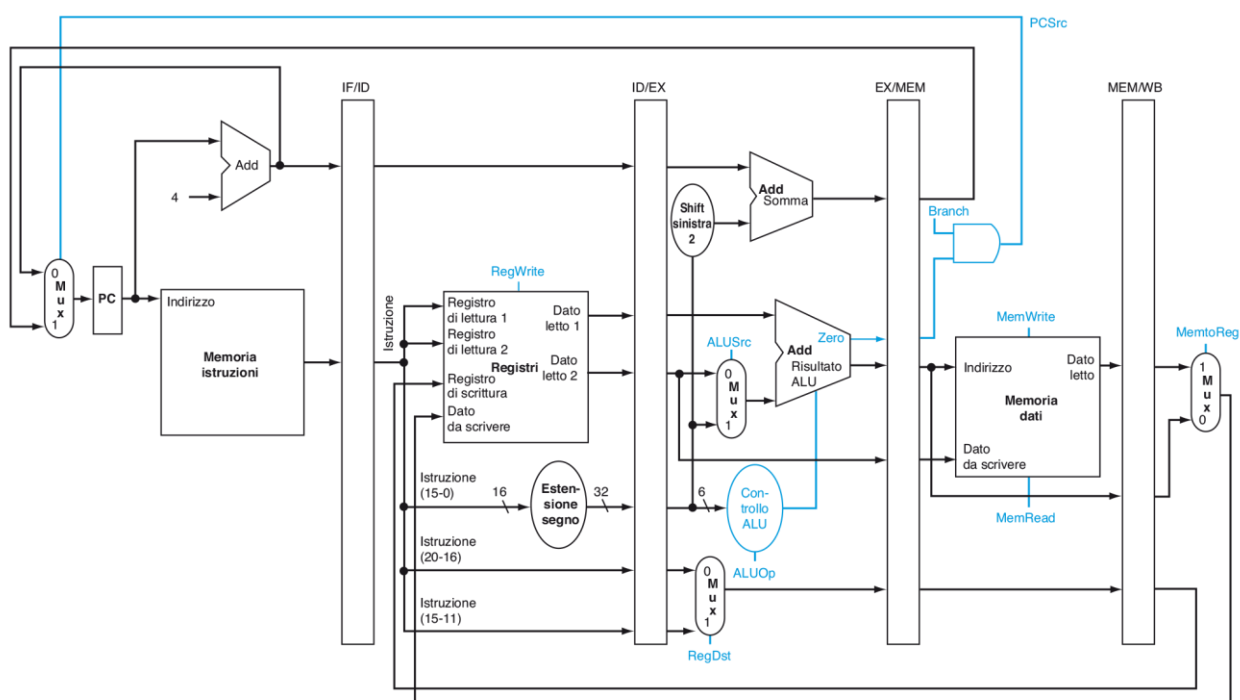 PCSrc
IF/ID
ID/EX
EX/MEM
MEM/WB
Add
4
Add
Somma
Shift
sinistra
2
Branch
RegWrite
0
M
u
x
1
PC
Indirizzo
Memoria
istruzioni
Istruzione
Registro
di lettura 1
Registro
di lettura 2
Registri
Registro
di scrittura
Dato
da scrivere
Dato
letto 1
Dato
letto 2
ALUSrc
0
M
u
x
1
Zero
Add
Risultato
ALU
MemWrite
Indirizzo
Dato
letto
Memoria
dati
Dato
da scrivere
MemRead
MemtoReg
1
M
u
x
0
Istruzione
(15-0)
16
Esten-
sione
segno
32
6
Con-
trollo
ALU
ALUOp
Istruzione
(20-16)
Istruzione
(15-11)
0
M
u
x
1
RegDst